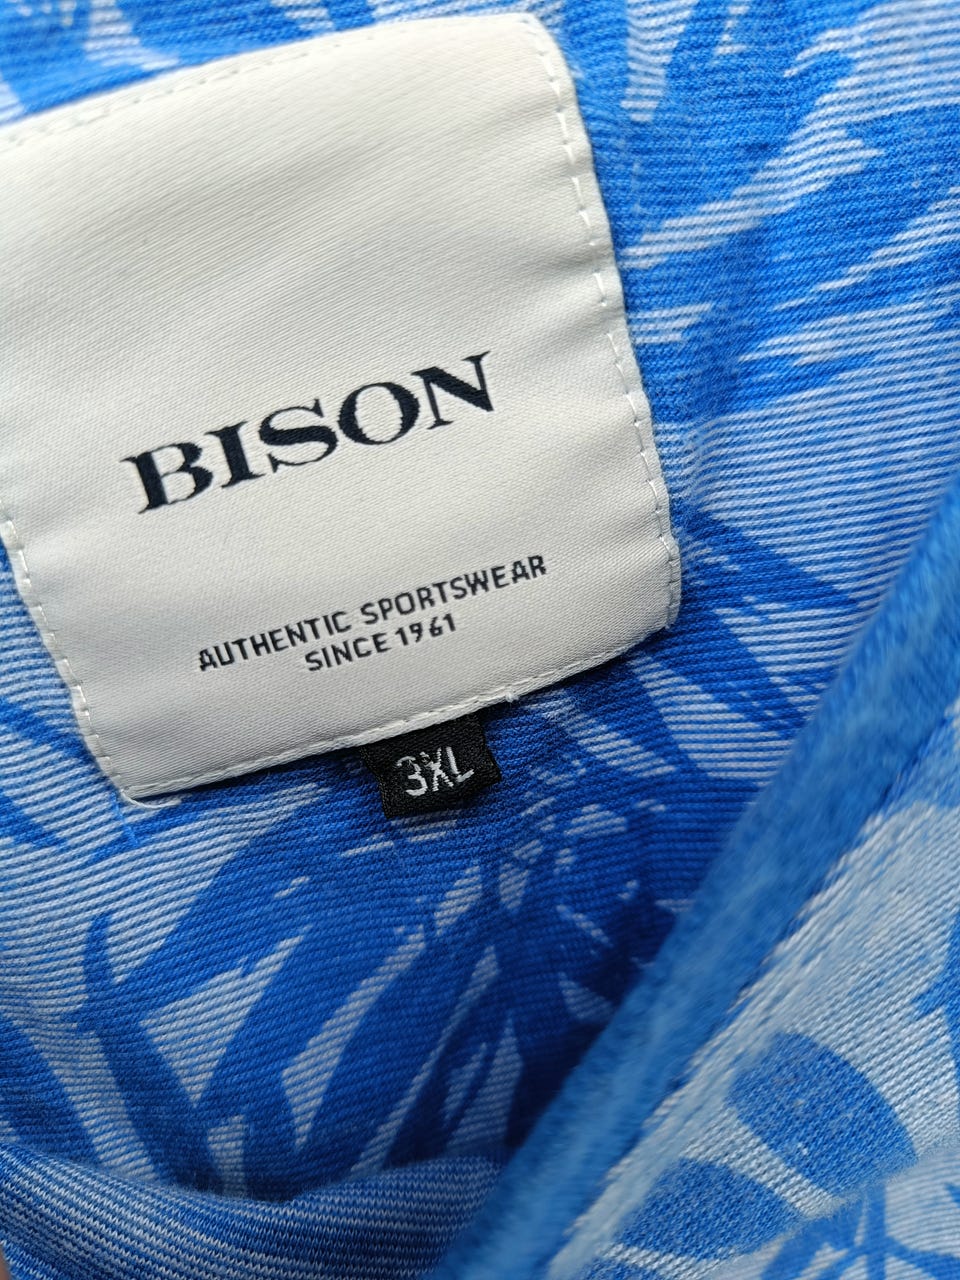 BISON
AUTHENTIC SPORTSWEAR
SINCE 1961
3XL